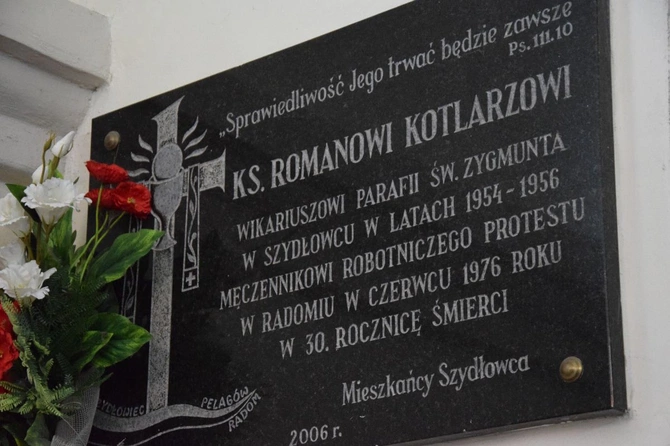 „Sprawiedliwość Jego trwać będzie zawsze
Ps. 111.10
KS. ROMANOWI KOTLARZOWI
WIKARIUSZOWI PARAFII ŚW. ZYGMUNTA
W SZYDŁOWCU W LATACH 1954 - 1956
MĘCZENNIKOWI ROBOTNICZEGO PROTESTU
W RADOMIU W CZERWCU 1976 ROKU
W 30. ROCZNICĘ ŚMIERCI
Mieszkańcy Szydłowca
PELAGÓW
RADOM
2006 r.